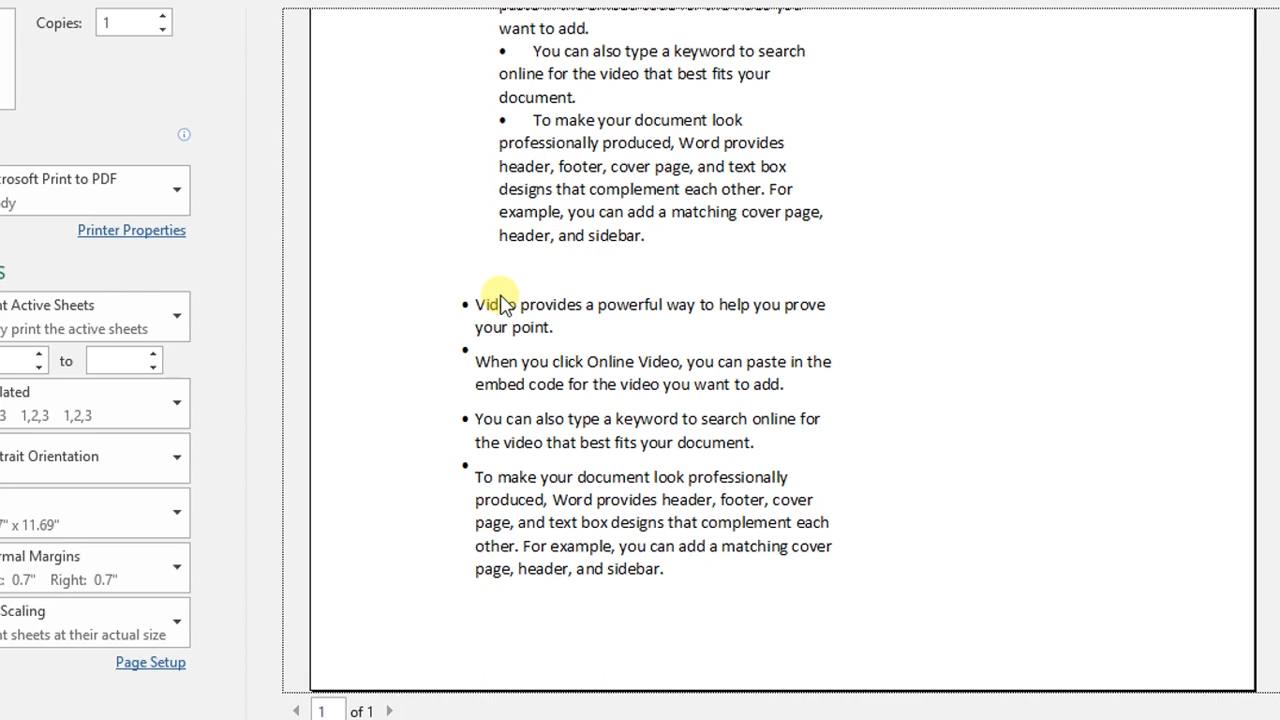 Copies: 1
want to add.
• You can also type a keyword to search
online for the video that best fits your
document.
• To make your document look
professionally produced, Word provides
header, footer, cover page, and text box
designs that complement each other. For
example, you can add a matching cover page,
header, and sidebar.
rosoft Print to PDF
dy
Printer Properties
S
nt Active Sheets
y print the active sheets
to
lated
3 1,2,3 1,2,3
trait Orientation
7" x 11.69"
rmal Margins
: 0.7" Right: 0.7"
Scaling
nt sheets at their actual size
Page Setup
• Video provides a powerful way to help you prove
your point.
• When you click Online Video, you can paste in the
embed code for the video you want to add.
• You can also type a keyword to search online for
the video that best fits your document.
• To make your document look professionally
produced, Word provides header, footer, cover
page, and text box designs that complement each
other. For example, you can add a matching cover
page, header, and sidebar.
1 of 1